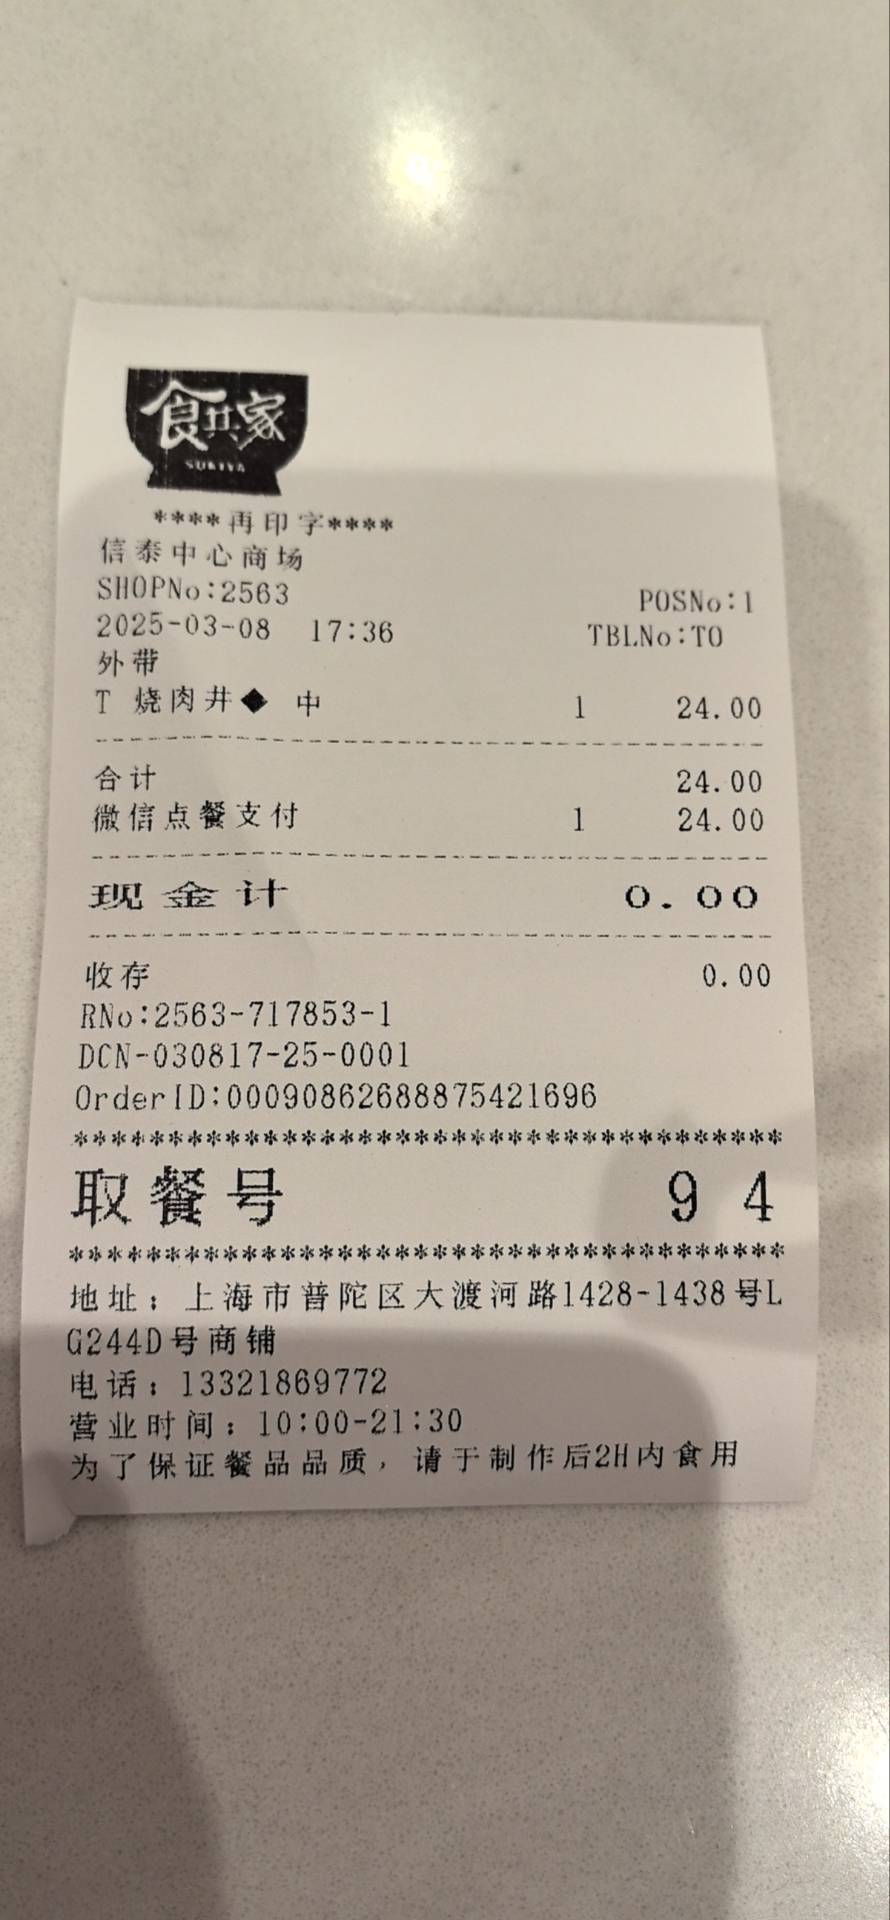 食其家
SUKIYA
****再印字****
信泰中心商场
SHOPNo:2563 POSNo:1
2025-03-08 17:36 TBLNo:TO
外带
T 烧肉井◆ 中 1 24.00
合计 24.00
微信点餐支付 1 24.00
现金计 0.00
收存 0.00
RNo:2563-717853-1
DCN-030817-25-0001
OrderID:00090862688875421696
**************************************
取餐号 94
**************************************
地址：上海市普陀区大渡河路1428-1438号L
G244D号商铺
电话：13321869772
营业时间：10:00-21:30
为了保证餐品品质，请于制作后2H内食用